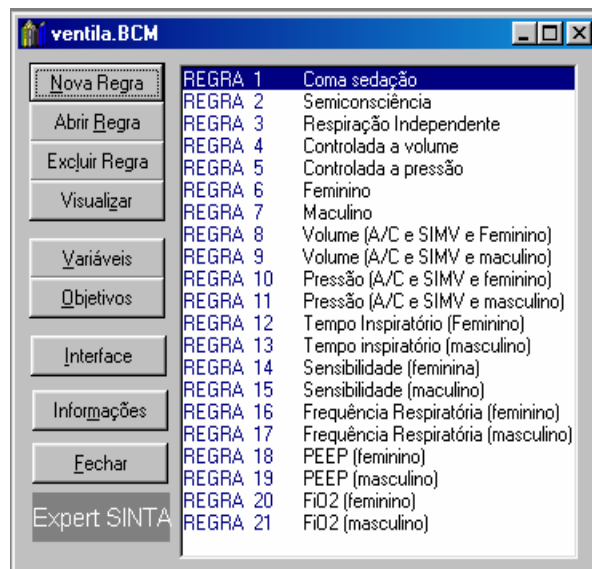 ventila.BCM
Nova Regra
Abrir Regra
Excluir Regra
Visualizar
Variáveis
Objetivos
Interface
Informações
Fechar
Expert SINTA
REGRA 1 Coma sedação
REGRA 2 Semiconsciência
REGRA 3 Respiração Independente
REGRA 4 Controlada a volume
REGRA 5 Controlada a pressão
REGRA 6 Feminino
REGRA 7 Maculino
REGRA 8 Volume (A/C e SIMV e Feminino)
REGRA 9 Volume (A/C e SIMV e maculino)
REGRA 10 Pressão (A/C e SIMV e feminino)
REGRA 11 Pressão (A/C e SIMV e masculino)
REGRA 12 Tempo Inspiratório (Feminino)
REGRA 13 Tempo inspiratório (masculino)
REGRA 14 Sensibilidade (feminina)
REGRA 15 Sensibilidade (maculino)
REGRA 16 Frequência Respiratória (feminino)
REGRA 17 Frequência Respiratória (masculino)
REGRA 18 PEEP (feminino)
REGRA 19 PEEP (masculino)
REGRA 20 FiO2 (feminino)
REGRA 21 FiO2 (masculino)